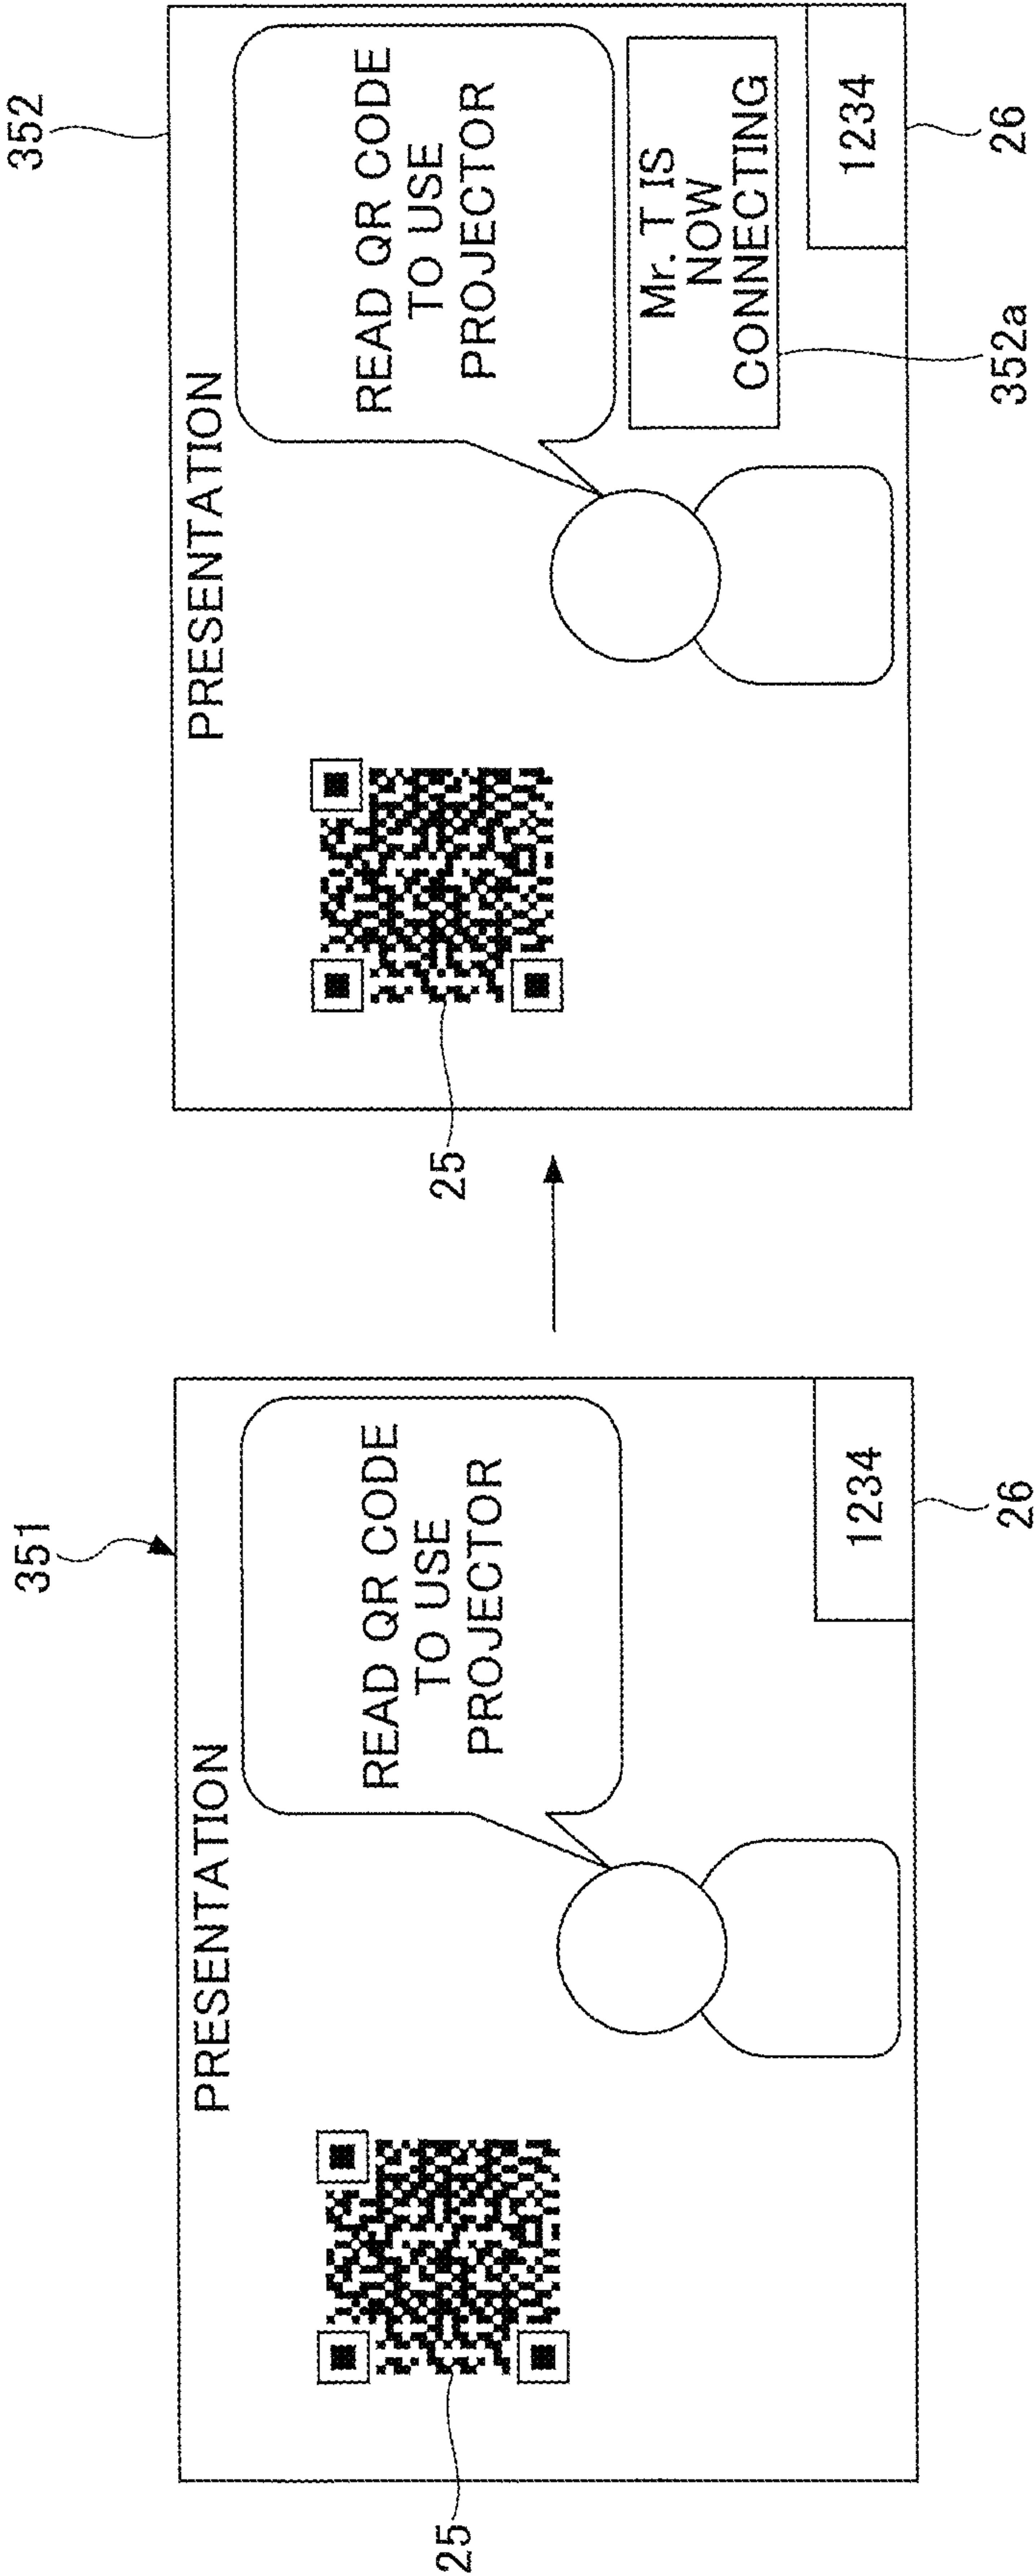 351
PRESENTATION
READ QR CODE
TO USE
PROJECTOR
25
1234
26
352
PRESENTATION
READ QR CODE
TO USE
PROJECTOR
Mr. T IS
NOW
CONNECTING
25
1234
352a
26